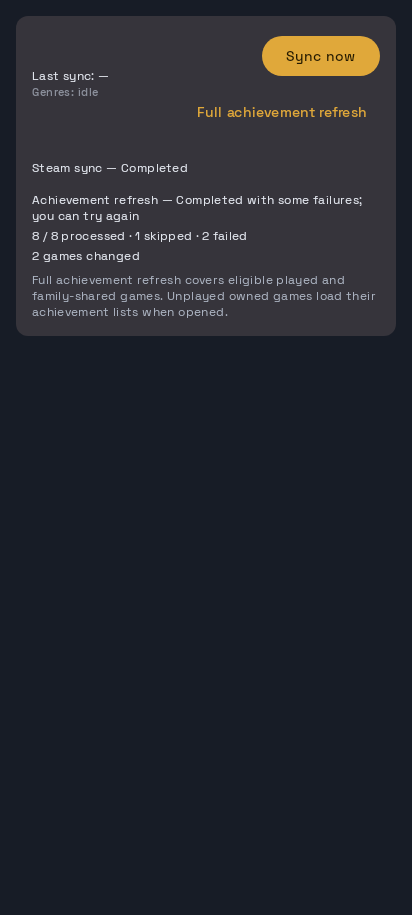 Sync now
Last sync: —
Genres: idle
Full achievement refresh
Steam sync — Completed
Achievement refresh — Completed with some failures;
you can try again
8 / 8 processed · 1 skipped · 2 failed
2 games changed
Full achievement refresh covers eligible played and
family-shared games. Unplayed owned games load their
achievement lists when opened.